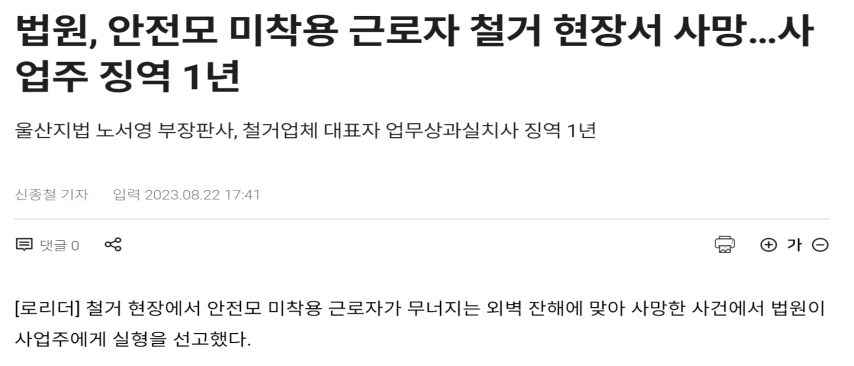 법원, 안전모 미착용 근로자 철거 현장서 사망...사
업주 징역 1년
울산지법 노서영 부장판사, 철거업체 대표자 업무상과실치사 징역 1년
신종철 기자 입력 2023.08.22 17:41
댓글 0 가
[로리더] 철거 현장에서 안전모 미착용 근로자가 무너지는 외벽 잔해에 맞아 사망한 사건에서 법원이
사업주에게 실형을 선고했다.